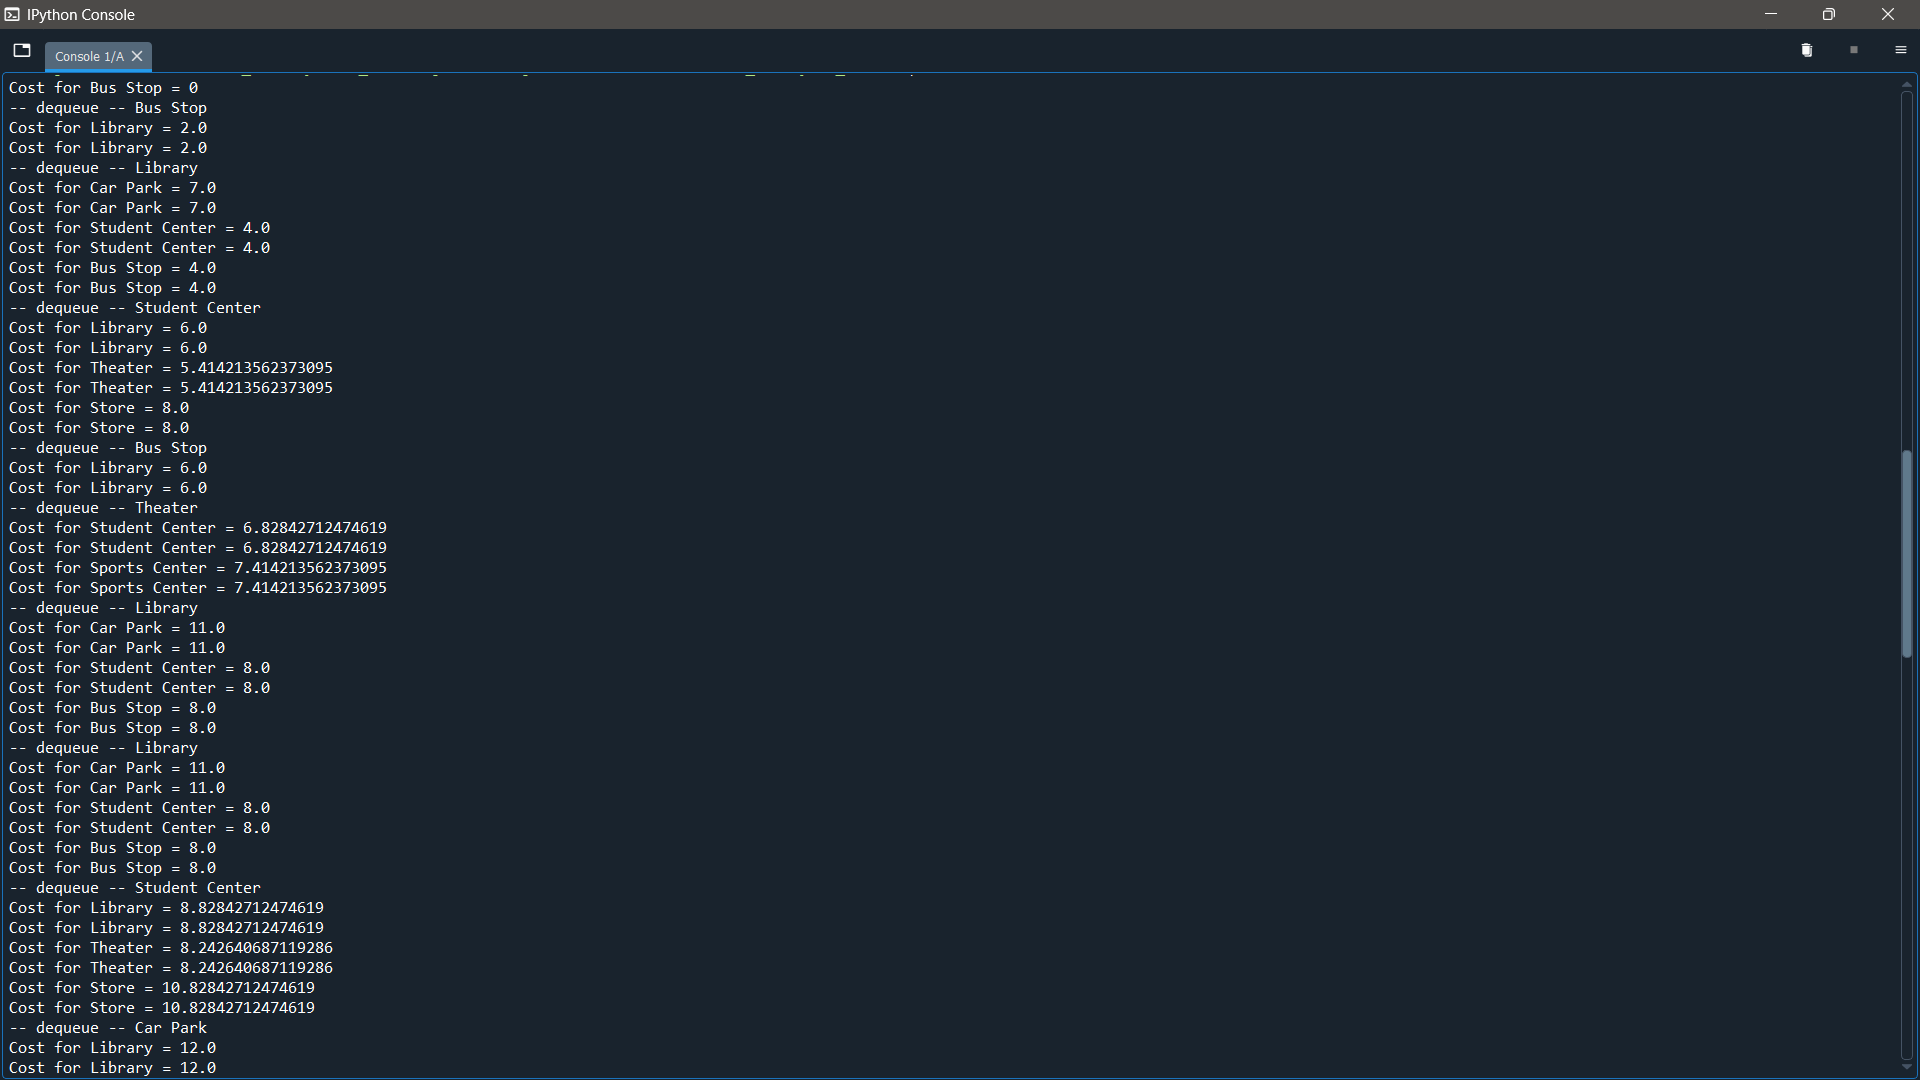 IPython Console
Console 1/A
Cost for Bus Stop = 0
-- dequeue -- Bus Stop
Cost for Library = 2.0
Cost for Library = 2.0
-- dequeue -- Library
Cost for Car Park = 7.0
Cost for Car Park = 7.0
Cost for Student Center = 4.0
Cost for Student Center = 4.0
Cost for Bus Stop = 4.0
Cost for Bus Stop = 4.0
-- dequeue -- Student Center
Cost for Library = 6.0
Cost for Library = 6.0
Cost for Theater = 5.414213562373095
Cost for Theater = 5.414213562373095
Cost for Store = 8.0
Cost for Store = 8.0
-- dequeue -- Bus Stop
Cost for Library = 6.0
Cost for Library = 6.0
-- dequeue -- Theater
Cost for Student Center = 6.82842712474619
Cost for Student Center = 6.82842712474619
Cost for Sports Center = 7.414213562373095
Cost for Sports Center = 7.414213562373095
-- dequeue -- Library
Cost for Car Park = 11.0
Cost for Car Park = 11.0
Cost for Student Center = 8.0
Cost for Student Center = 8.0
Cost for Bus Stop = 8.0
Cost for Bus Stop = 8.0
-- dequeue -- Library
Cost for Car Park = 11.0
Cost for Car Park = 11.0
Cost for Student Center = 8.0
Cost for Student Center = 8.0
Cost for Bus Stop = 8.0
Cost for Bus Stop = 8.0
-- dequeue -- Student Center
Cost for Library = 8.82842712474619
Cost for Library = 8.82842712474619
Cost for Theater = 8.242640687119286
Cost for Theater = 8.242640687119286
Cost for Store = 10.82842712474619
Cost for Store = 10.82842712474619
-- dequeue -- Car Park
Cost for Library = 12.0
Cost for Library = 12.0